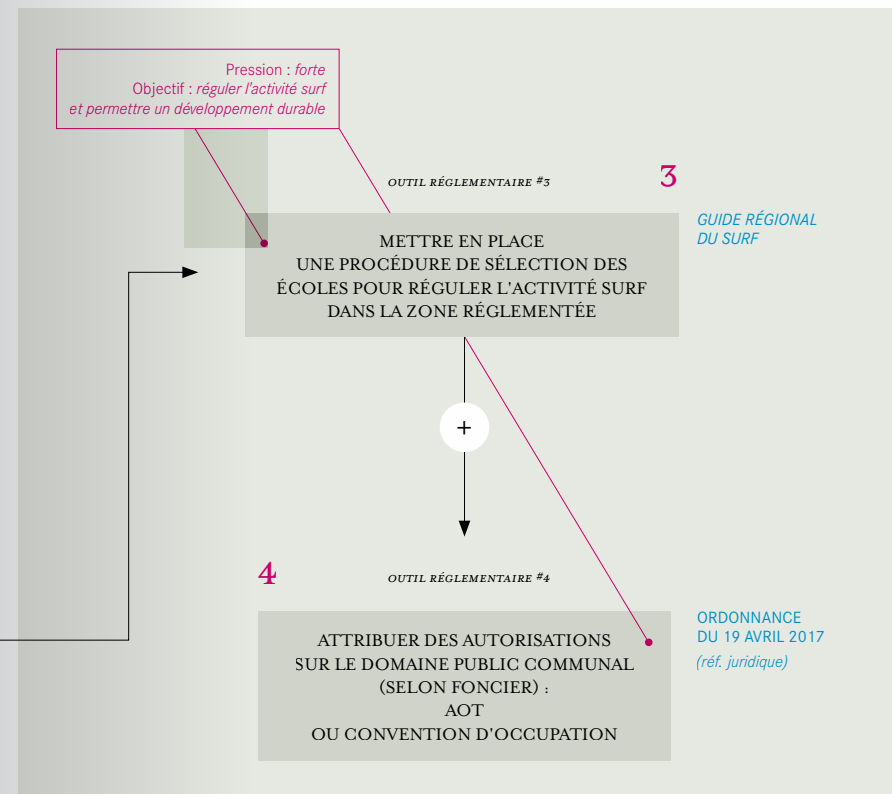 Pression : forte
Objectif : réguler l'activité surf
et permettre un développement durable
OUTIL RÉGLEMENTAIRE #3
3
METTRE EN PLACE
UNE PROCÉDURE DE SÉLECTION DES
ÉCOLES POUR RÉGULER L'ACTIVITÉ SURF
DANS LA ZONE RÉGLEMENTÉE
GUIDE RÉGIONAL
DU SURF
+
4
OUTIL RÉGLEMENTAIRE #4
ATTRIBUER DES AUTORISATIONS
SUR LE DOMAINE PUBLIC COMMUNAL
(SELON FONCIER) :
AOT
OU CONVENTION D'OCCUPATION
ORDONNANCE
DU 19 AVRIL 2017
(réf. juridique)